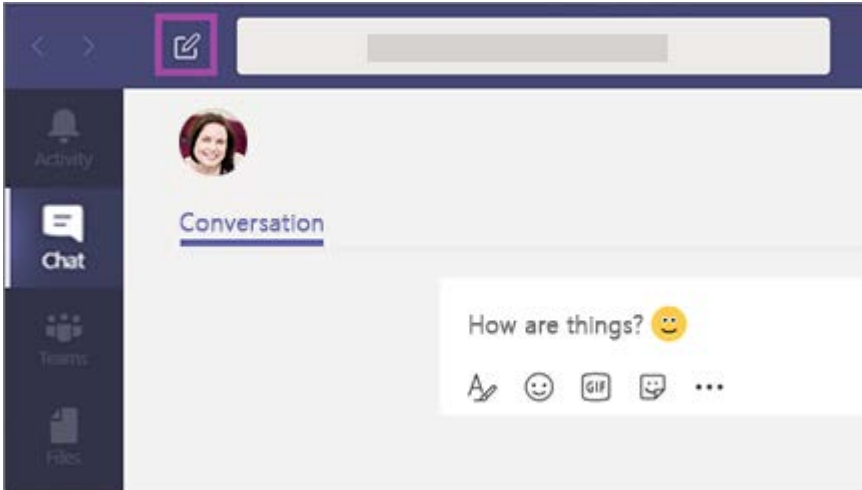 Activity
Chat
Teams
Files
Conversation
How are things?
GIF